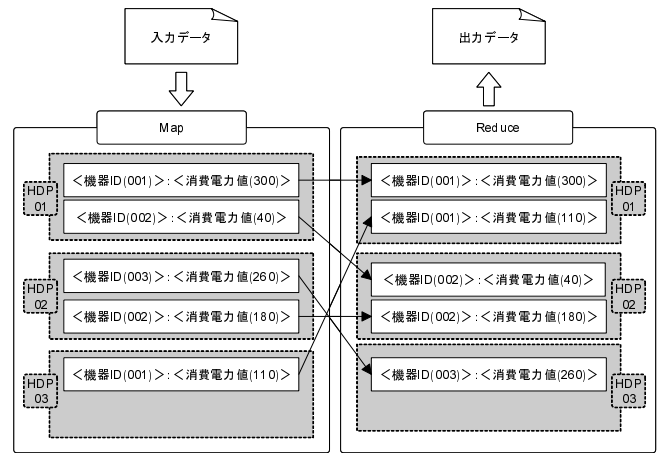 入力データ
出力データ
Map
Reduce
HDP
01
<機器ID(001)>:<消費電力値(300)>
<機器ID(002)>:<消費電力値(40)>
HDP
02
<機器ID(003)>:<消費電力値(260)>
<機器ID(002)>:<消費電力値(180)>
HDP
03
<機器ID(001)>:<消費電力値(110)>
<機器ID(001)>:<消費電力値(300)>
<機器ID(001)>:<消費電力値(110)>
HDP
01
<機器ID(002)>:<消費電力値(40)>
<機器ID(002)>:<消費電力値(180)>
HDP
02
<機器ID(003)>:<消費電力値(260)>
HDP
03